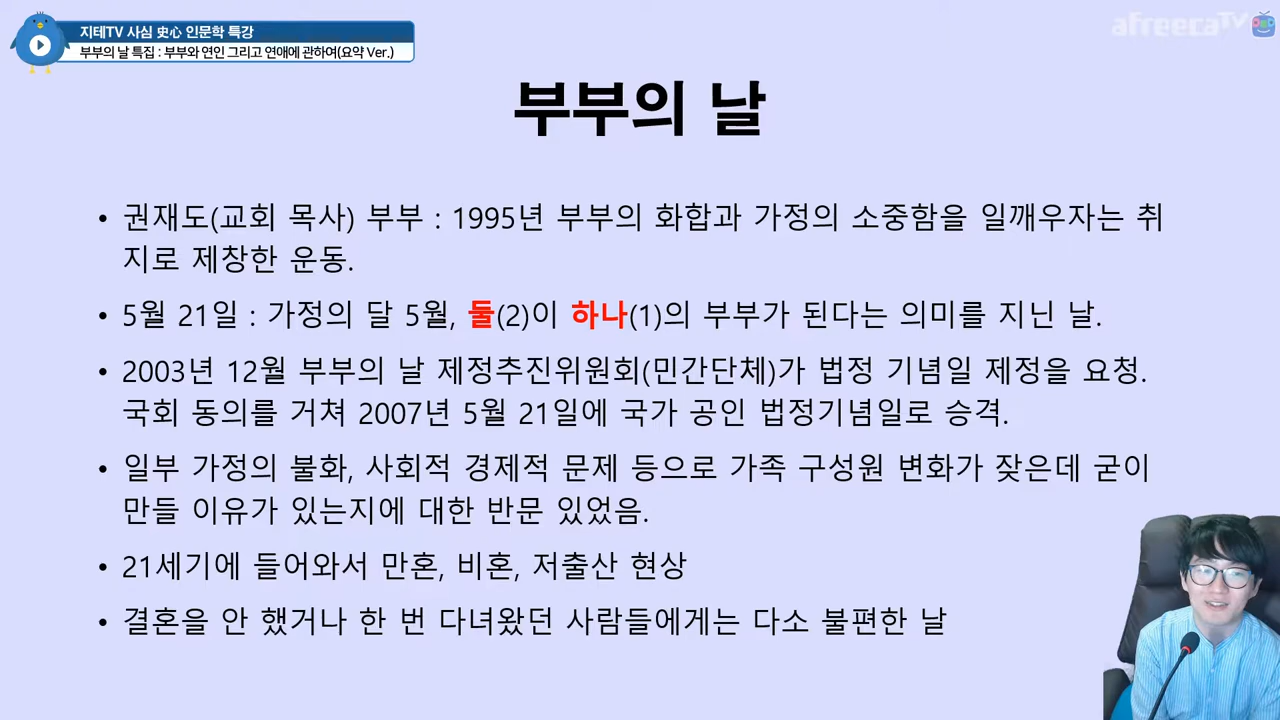 지테TV 사심 史心 인문학 특강
부부의 날 특집 : 부부와 연인 그리고 연애에 관하여(요약 Ver.)
afreecaTV
부부의 날
• 권재도(교회 목사) 부부 : 1995년 부부의 화합과 가정의 소중함을 일깨우자는 취
지로 제창한 운동.
• 5월 21일 : 가정의 달 5월, 둘(2)이 하나(1)의 부부가 된다는 의미를 지닌 날.
• 2003년 12월 부부의 날 제정추진위원회(민간단체)가 법정 기념일 제정을 요청.
국회 동의를 거쳐 2007년 5월 21일에 국가 공인 법정기념일로 승격.
• 일부 가정의 불화, 사회적 경제적 문제 등으로 가족 구성원 변화가 잦은데 굳이
만들 이유가 있는지에 대한 반문 있었음.
• 21세기에 들어와서 만혼, 비혼, 저출산 현상
• 결혼을 안 했거나 한 번 다녀왔던 사람들에게는 다소 불편한 날